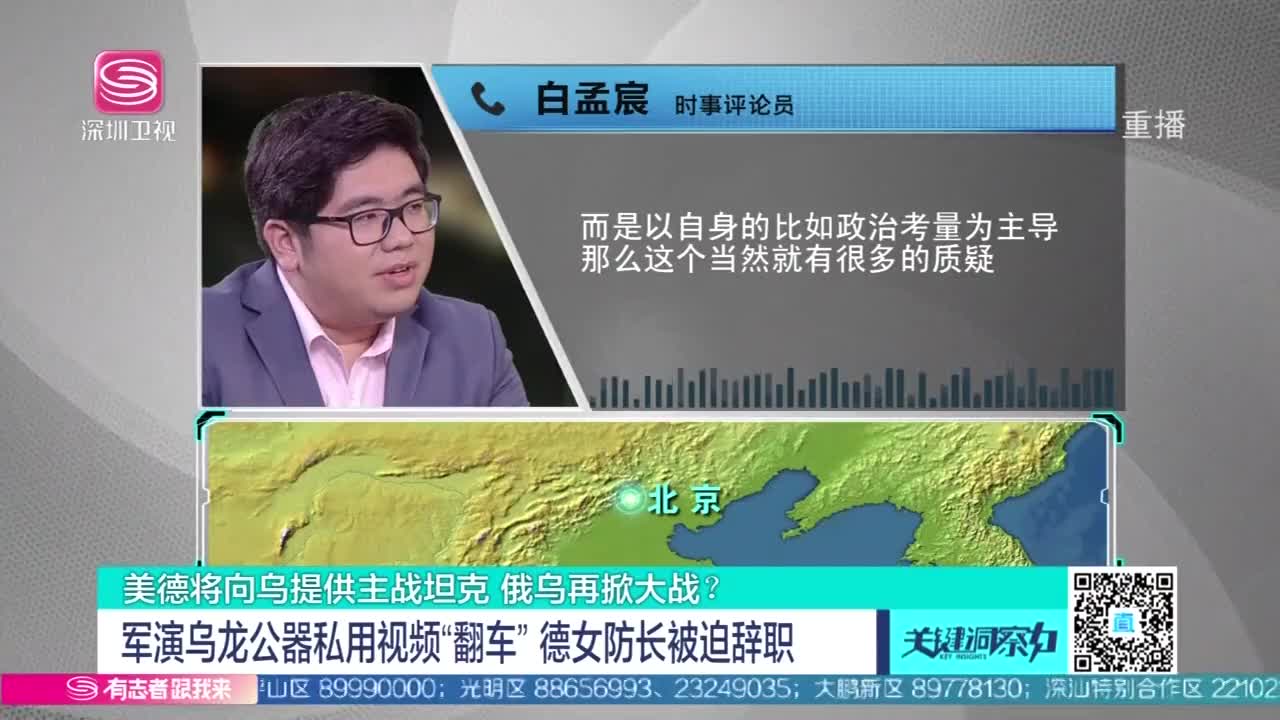 深圳卫视
白孟宸 时事评论员
重播
而是以自身的比如政治考量为主导
那么这个当然就有很多的质疑
北京
美德将向乌提供主战坦克 俄乌再掀大战？
军演乌龙公器私用视频“翻车” 德女防长被迫辞职
关键洞察力
KEY INSIGHTS
直
有志者跟我来
山区 89990000；光明区 88656993、23249035；大鹏新区 89778130；深汕特别合作区 22102